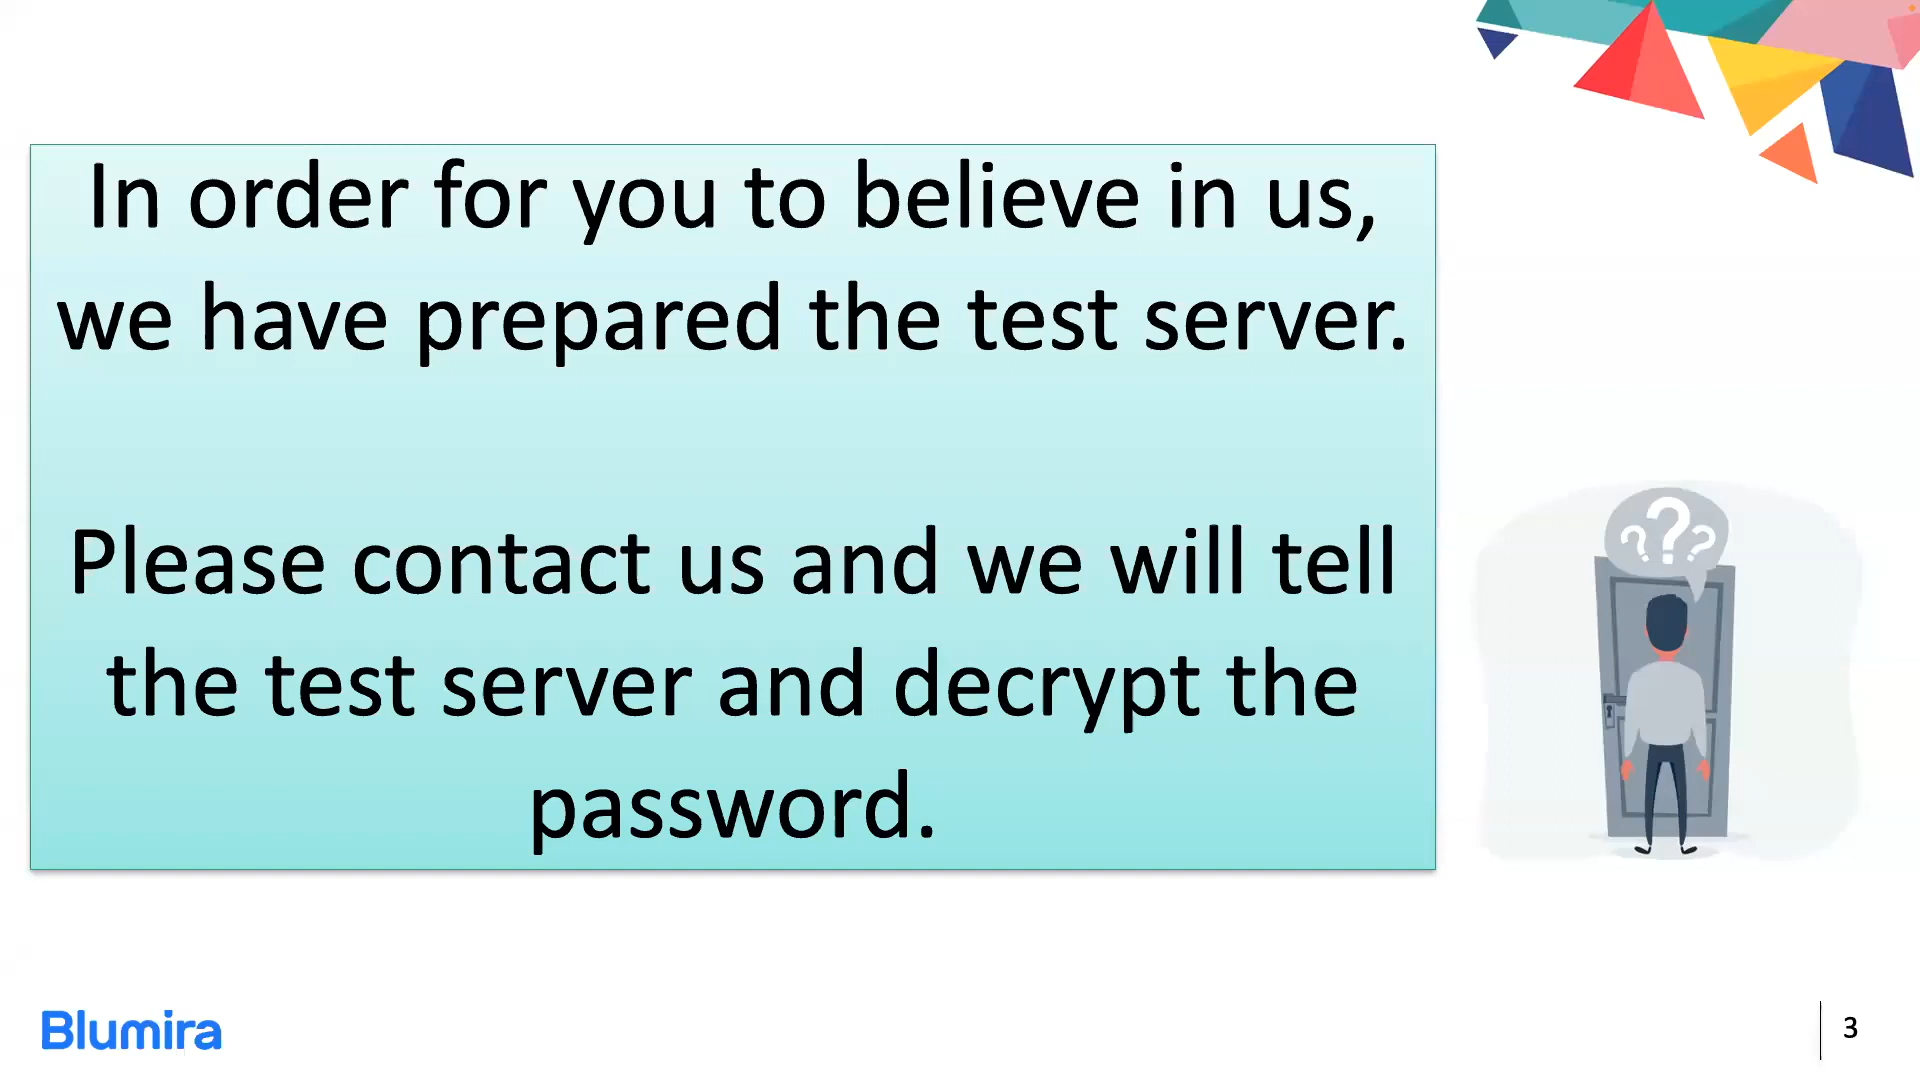 In order for you to believe in us,
we have prepared the test server.
Please contact us and we will tell
the test server and decrypt the
password.
???
Blumira
3